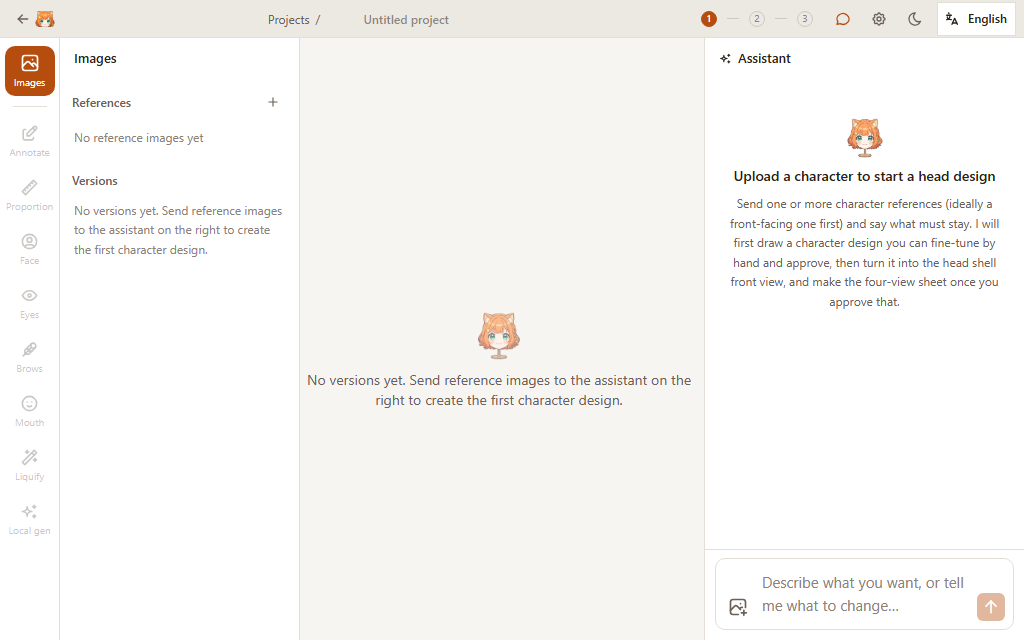 Projects /
Untitled project
1
2
3
English
Images
Annotate
Proportion
Face
Eyes
Brows
Mouth
Liquify
Local gen
Images
References
No reference images yet
Versions
No versions yet. Send reference images
to the assistant on the right to create
the first character design.
No versions yet. Send reference images to the assistant on the
right to create the first character design.
Assistant
Upload a character to start a head design
Send one or more character references (ideally a
front-facing one first) and say what must stay. I will
first draw a character design you can fine-tune by
hand and approve, then turn it into the head shell
front view, and make the four-view sheet once you
approve that.
Describe what you want, or tell
me what to change...